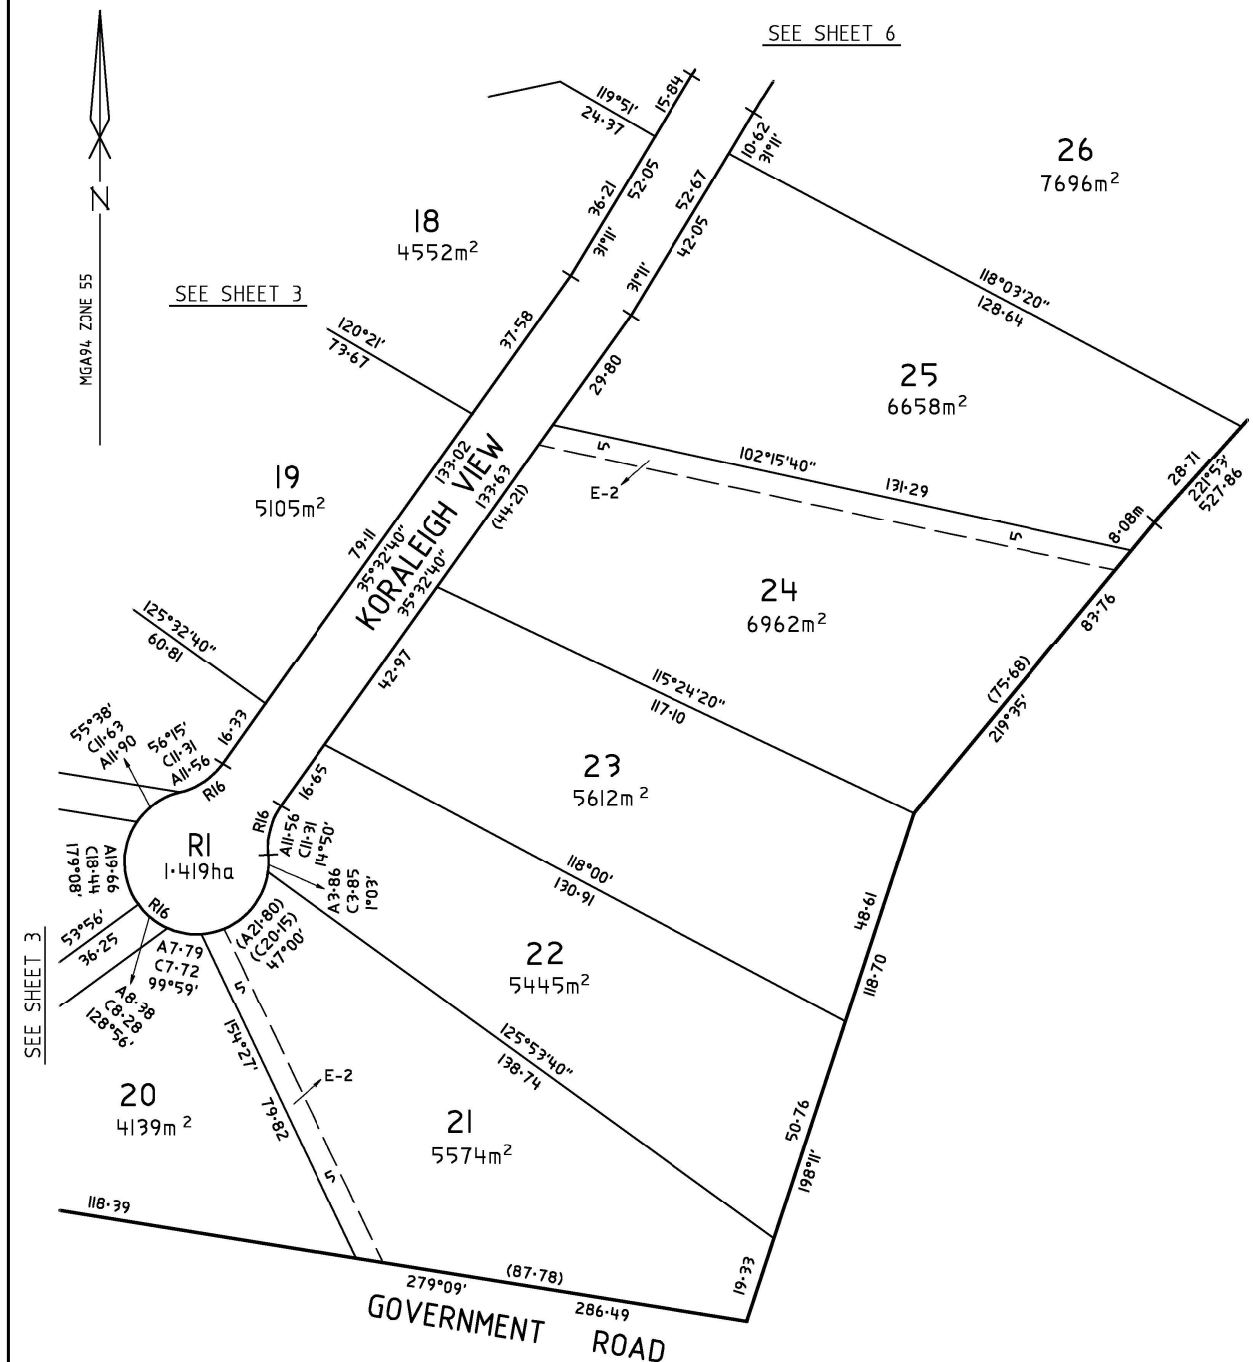 SEE SHEET 6
N
MGA94 ZONE 55
SEE SHEET 3
119°51'
24·37
15·84
36·21
52·05
31°11'
10·62
31°11'
52·67
42·05
31°11'
26
7696m²
18
4552m²
118°03'20"
128·64
120°21'
73·67
37·58
29·80
25
6658m²
28·71
221°53'
527·86
19
5105m²
133·02
79·11
35°32'40"
KORALEIGH VIEW
133·63
(44·21)
35°32'40"
5
E-2
102°15'40"
131·29
5
8·08m
24
6962m²
83·76
(75·68)
219°35'
125°32'40"
60·81
42·97
115°24'20"
117·10
16·33
55°38'
C11·63
A11·90
56°15'
C11·31
A11·56
R16
16·65
R16
A11·56
C11·31
14°50'
23
5612m²
R1
1·419ha
A19·66
C18·44
179°08'
A3·86
C3·85
1°03'
118°00'
130·91
48·61
118·70
R16
53°56'
36·25
A7·79
C7·72
99°59'
A8·38
C8·28
128°56'
(A21·80)
(C20·15)
47°00'
22
5445m²
SEE SHEET 3
5
154°27'
79·82
E-2
5
125°53'40"
138·74
50·76
198°11'
20
4139m²
21
5574m²
118·39
19·33
279°09'
(87·78)
286·49
GOVERNMENT ROAD